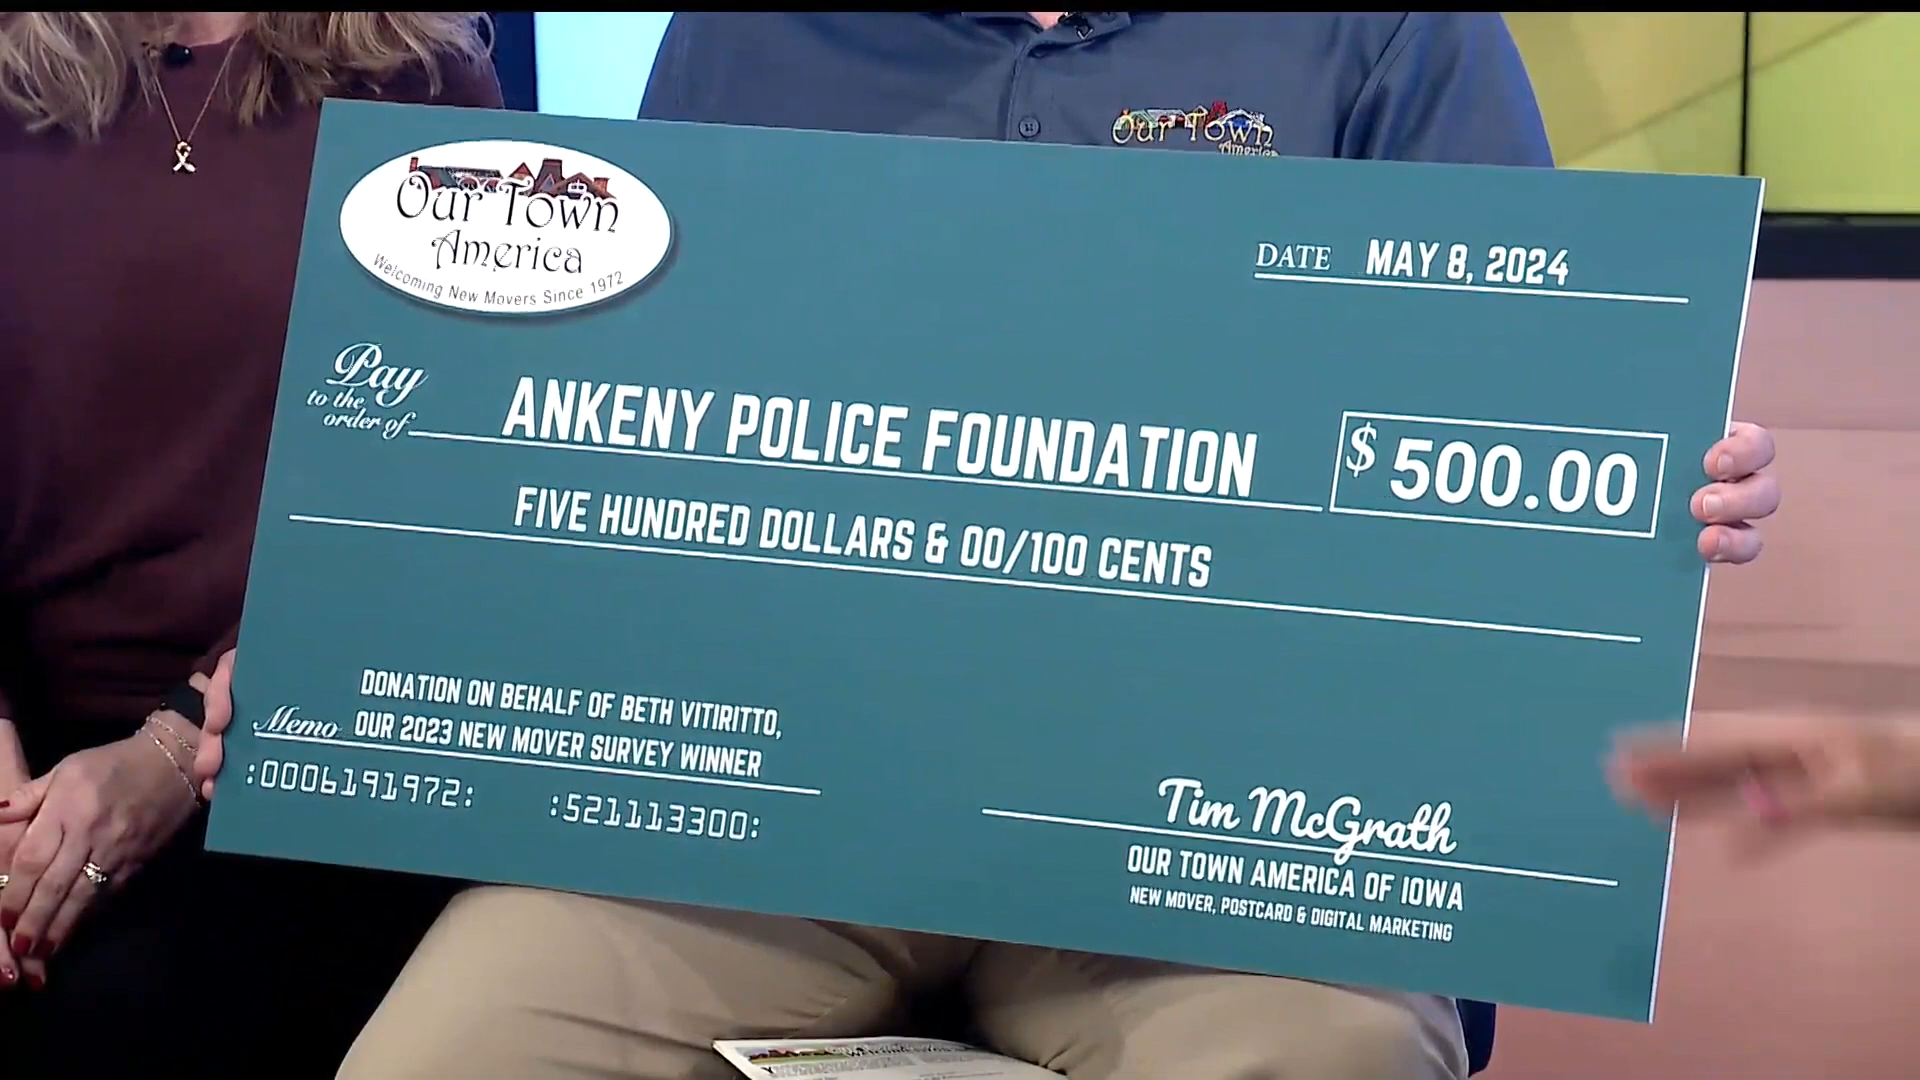 Our Town
America
Our Town
America
Welcoming New Movers Since 1972
DATE MAY 8, 2024
Pay
to the
order of
ANKENY POLICE FOUNDATION
$ 500.00
FIVE HUNDRED DOLLARS & 00/100 CENTS
DONATION ON BEHALF OF BETH VITIRITTO,
Memo OUR 2023 NEW MOVER SURVEY WINNER
:0006191972: :521113300:
Tim McGrath
OUR TOWN AMERICA OF IOWA
NEW MOVER, POSTCARD & DIGITAL MARKETING